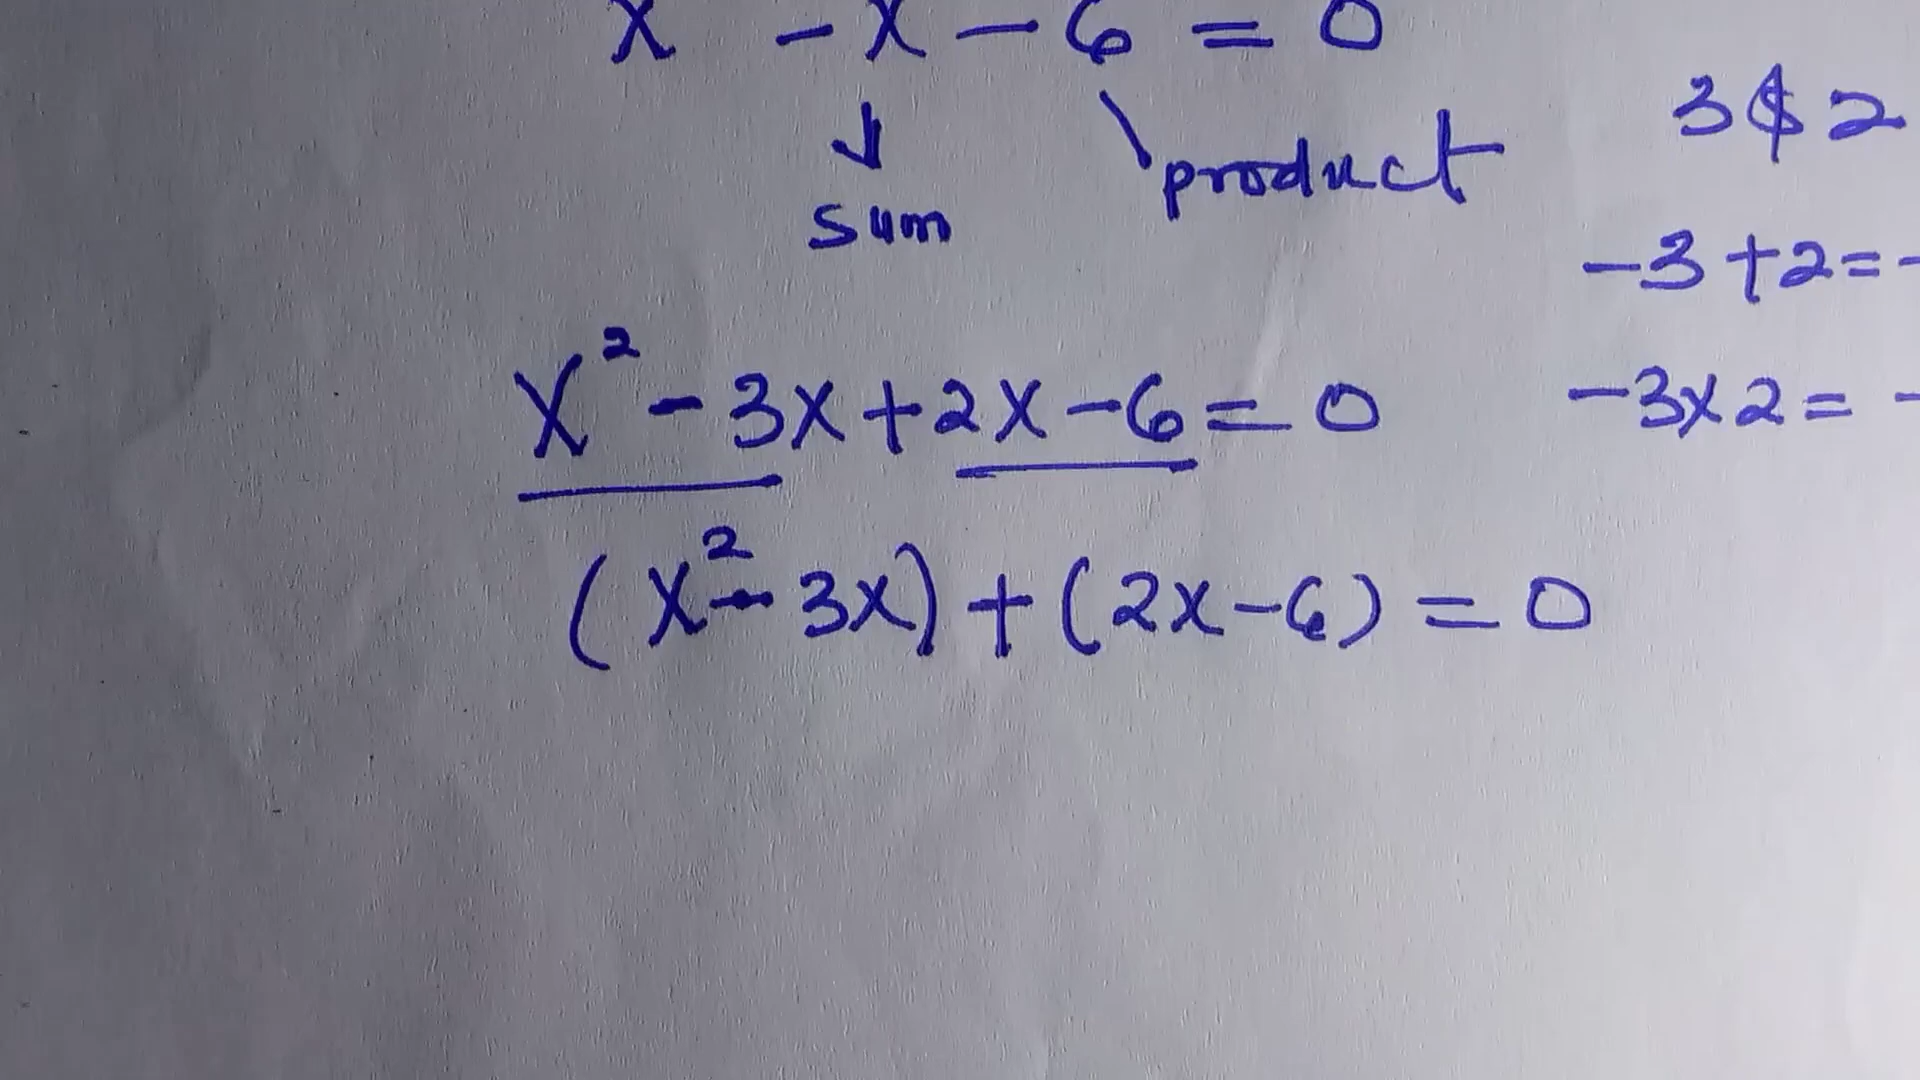 x - x - 6 = 0
3 & 2
sum product
-3 + 2 = -
x² - 3x + 2x - 6 = 0
-3 x 2 = -
(x² - 3x) + (2x - 6) = 0